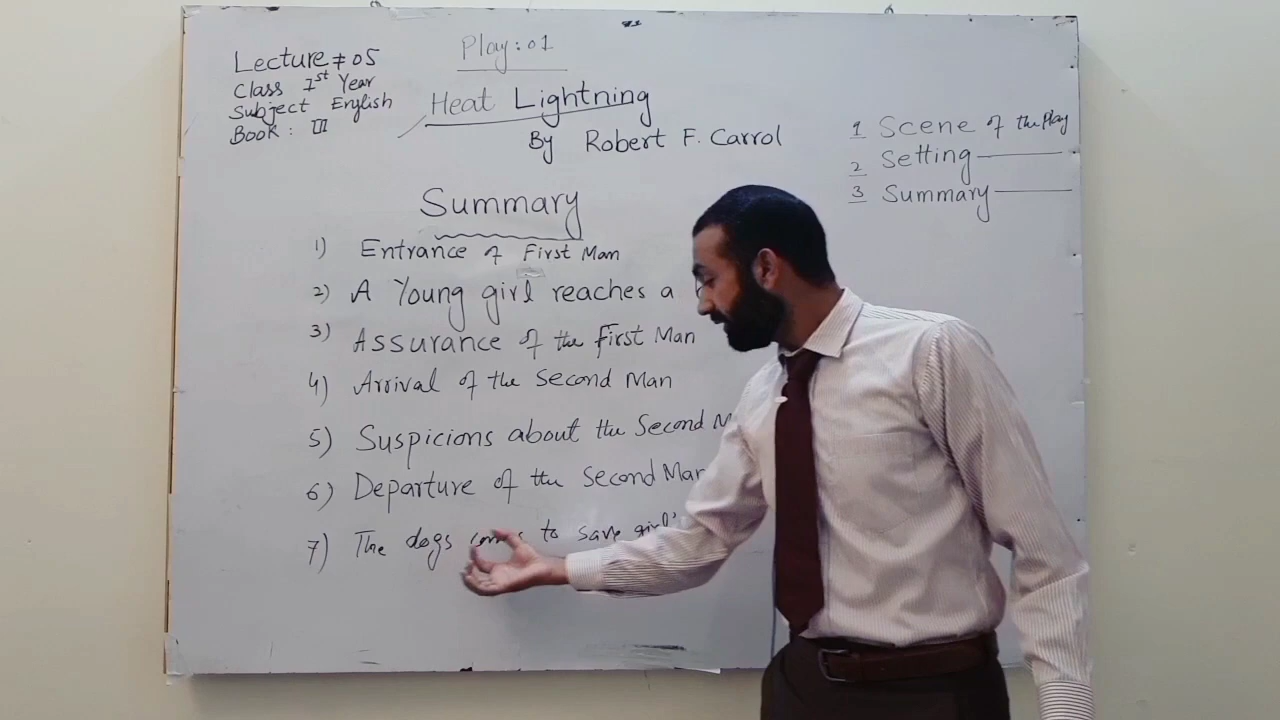 Lecture # 05
Class 1st Year
Subject English
Book: III
Play: 01
Heat Lightning
By Robert F. Carrol
1 Scene of the Play
2 Setting
3 Summary
Summary
1) Entrance of First Man
2) A Young girl reaches a
3) Assurance of the First Man
4) Arrival of the Second Man
5) Suspicions about the Second
6) Departure of the Second Man
7) The dogs comes to save girl's